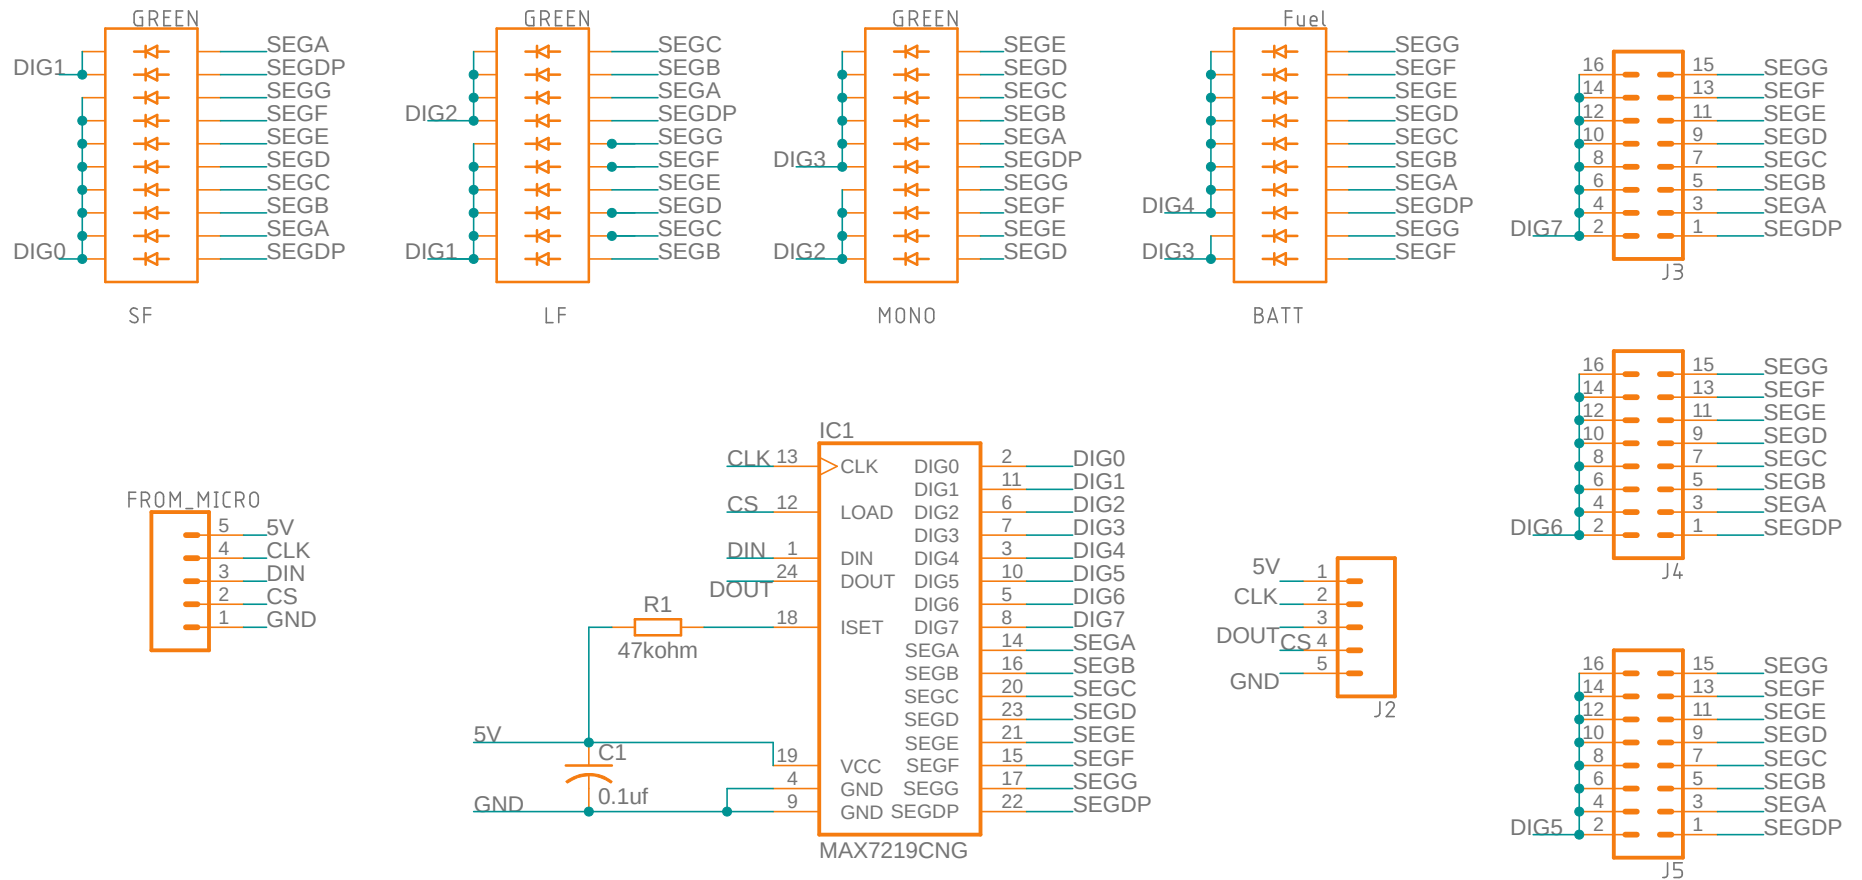 GREEN
SEGA
DIG1
SEGDP
SEGG
SEGF
SEGE
SEGD
SEGC
SEGB
SEGA
DIG0
SEGDP
SF
GREEN
SEGC
SEGB
SEGA
DIG2
SEGDP
SEGG
SEGF
SEGE
SEGD
SEGC
DIG1
SEGB
LF
GREEN
SEGE
SEGD
SEGC
SEGB
SEGA
DIG3
SEGDP
SEGG
SEGF
SEGE
DIG2
SEGD
MONO
Fuel
SEGG
SEGF
SEGE
SEGD
SEGC
SEGB
SEGA
DIG4
SEGDP
SEGG
DIG3
SEGF
BATT
16 15 SEGG
14 13 SEGF
12 11 SEGE
10 9 SEGD
8 7 SEGC
6 5 SEGB
4 3 SEGA
DIG7 2 1 SEGDP
J3
FROM_MICRO
5 5V
4 CLK
3 DIN
2 CS
1 GND
IC1
CLK 13 CLK DIG0 2 DIG0
DIG1 11 DIG1
CS 12 LOAD DIG2 6 DIG2
DIG3 7 DIG3
DIN 1 DIN DIG4 3 DIG4
DOUT 24 DOUT DIG5 10 DIG5
DIG6 5 DIG6
R1
47kohm
18 ISET DIG7 8 DIG7
SEGA 14 SEGA
SEGB 16 SEGB
SEGC 20 SEGC
SEGD 23 SEGD
SEGE 21 SEGE
5V
C1
0.1uf
GND
19 VCC SEGF 15 SEGF
4 GND SEGG 17 SEGG
9 GND SEGDP 22 SEGDP
MAX7219CNG
5V 1
CLK 2
DOUT 3
CS 4
GND 5
J2
16 15 SEGG
14 13 SEGF
12 11 SEGE
10 9 SEGD
8 7 SEGC
6 5 SEGB
4 3 SEGA
DIG6 2 1 SEGDP
J4
16 15 SEGG
14 13 SEGF
12 11 SEGE
10 9 SEGD
8 7 SEGC
6 5 SEGB
4 3 SEGA
DIG5 2 1 SEGDP
J5